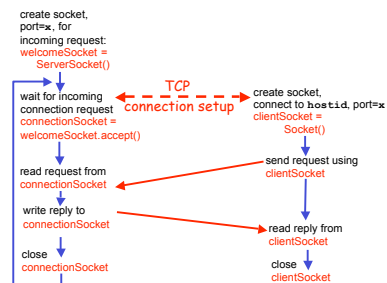 create socket,
port=x, for
incoming request:
welcomeSocket =
ServerSocket()
TCP
connection setup
wait for incoming
connection request
connectionSocket =
welcomeSocket.accept()
create socket,
connect to hostid, port=x
clientSocket =
Socket()
send request using
clientSocket
read request from
connectionSocket
write reply to
connectionSocket
read reply from
clientSocket
close
connectionSocket
close
clientSocket